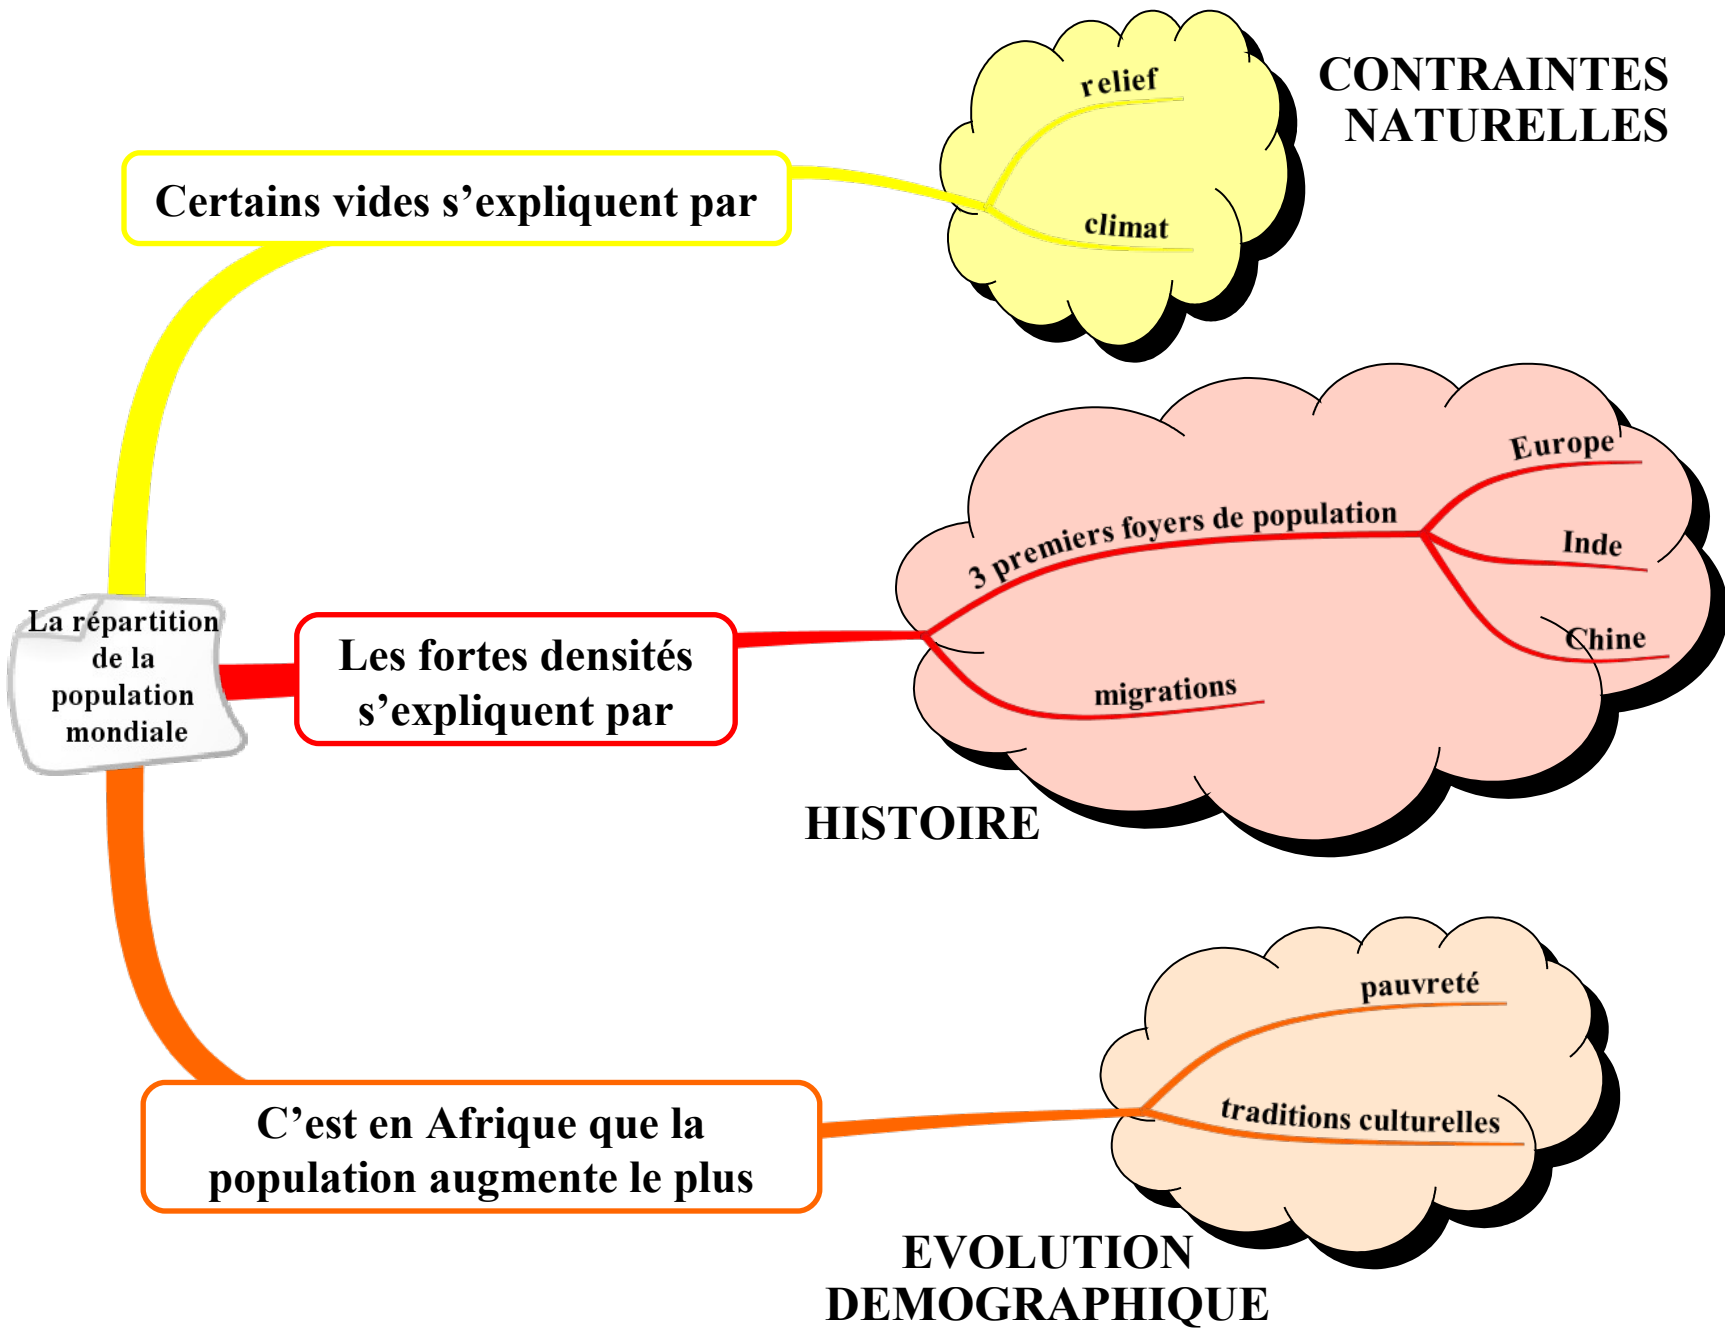 La répartition
de la
population
mondiale
Certains vides s’expliquent par
relief
climat
CONTRAINTES
NATURELLES
Les fortes densités
s’expliquent par
3 premiers foyers de population
Europe
Inde
Chine
migrations
HISTOIRE
C’est en Afrique que la
population augmente le plus
pauvreté
traditions culturelles
EVOLUTION
DEMOGRAPHIQUE